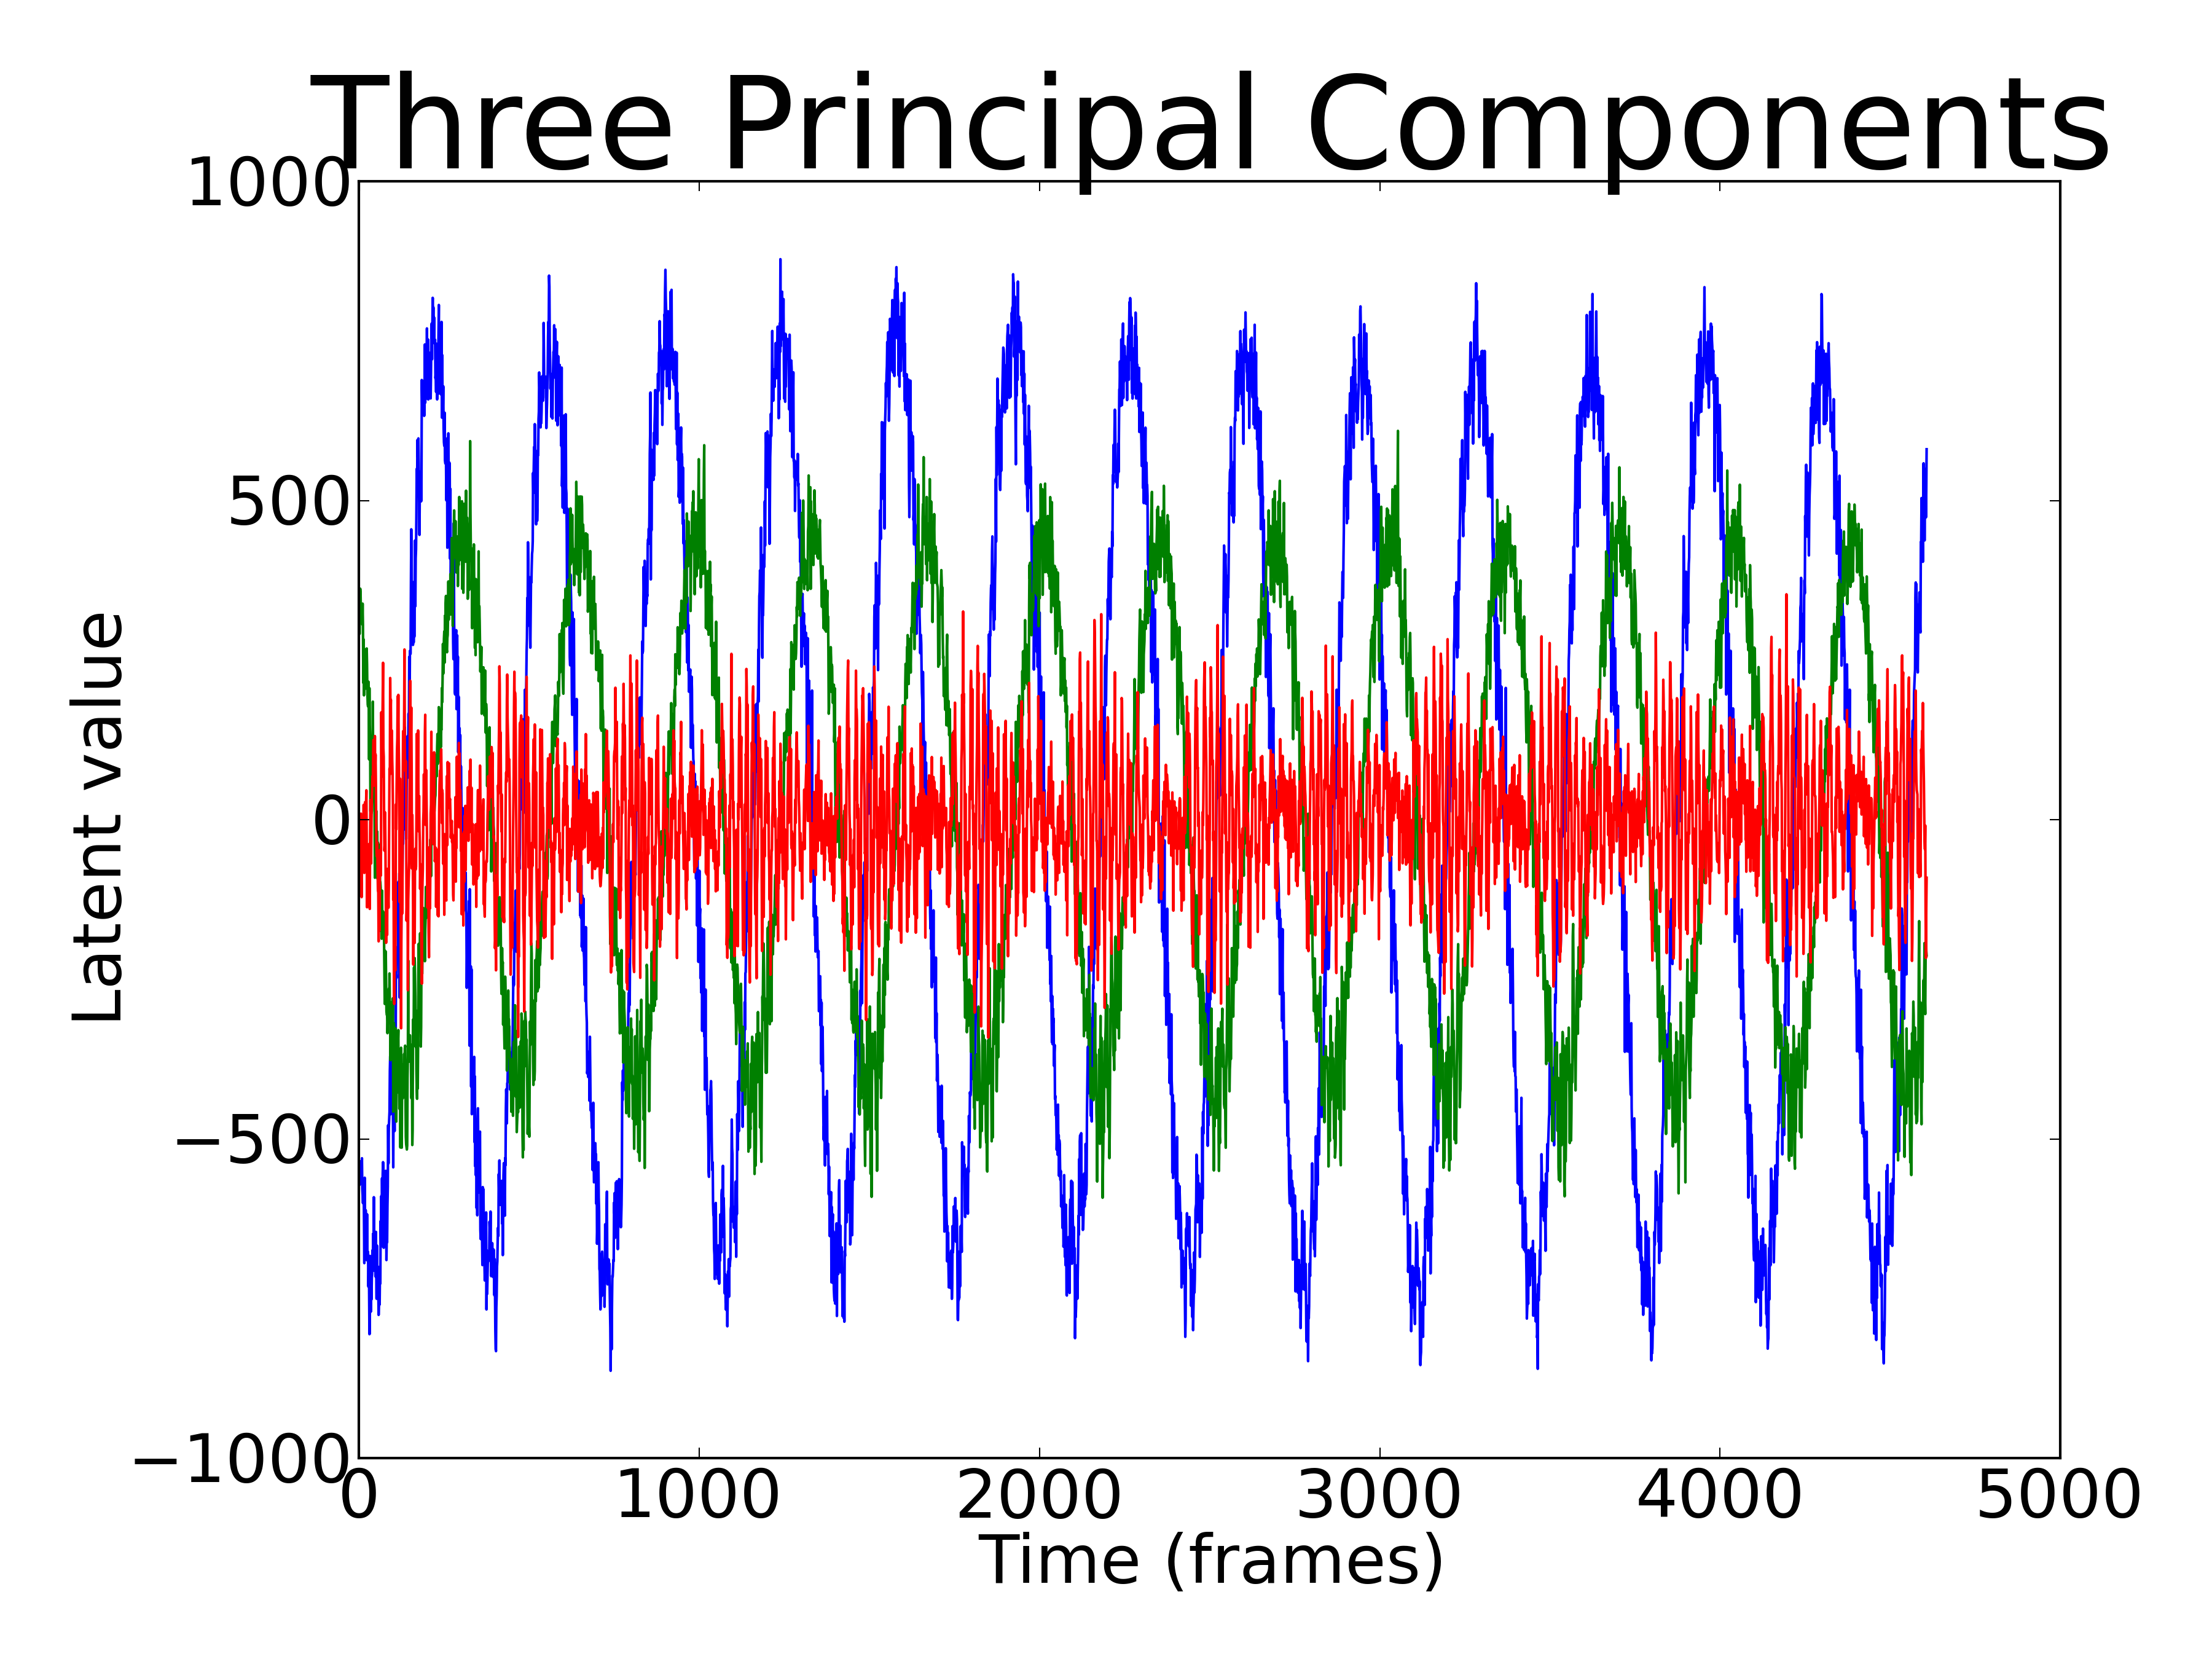 Three Principal Components
1000
500
0
−500
−1000
Latent value
0 1000 2000 3000 4000 5000
Time (frames)